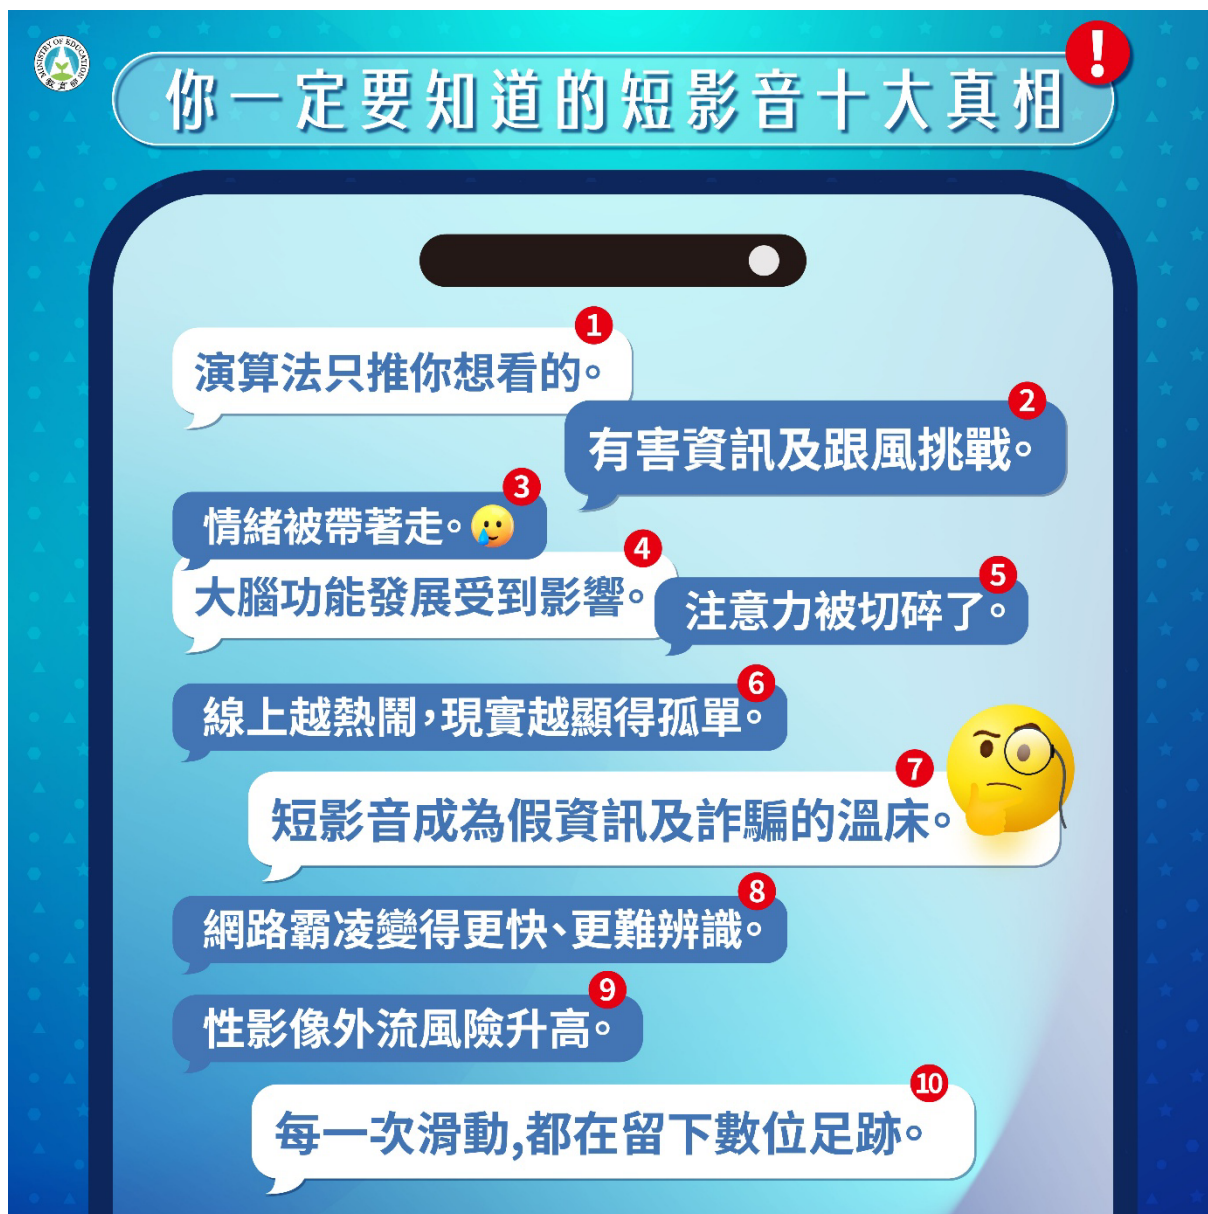 MINISTRY OF EDUCATION
教育部
你一定要知道的短影音十大真相!
1
演算法只推你想看的。
2
有害資訊及跟風挑戰。
3
情緒被帶著走。
4
大腦功能發展受到影響。
5
注意力被切碎了。
6
線上越熱鬧,現實越顯得孤單。
7
短影音成為假資訊及詐騙的溫床。
8
網路霸凌變得更快、更難辨識。
9
性影像外流風險升高。
10
每一次滑動,都在留下數位足跡。